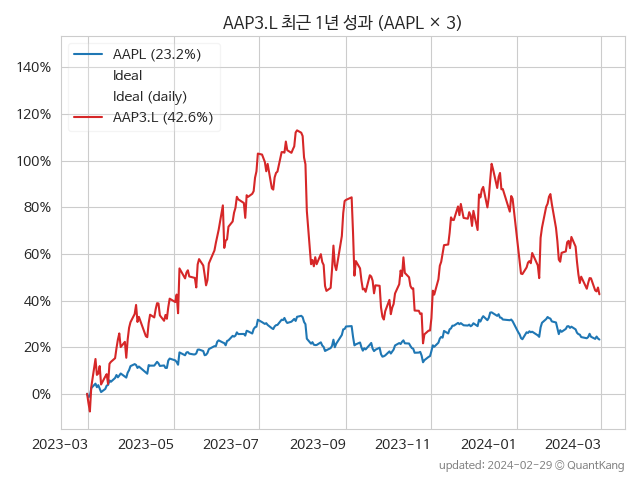 AAP3.L 최근 1년 성과 (AAPL × 3)
AAPL (23.2%)
Ideal
Ideal (daily)
AAP3.L (42.6%)
140%
120%
100%
80%
60%
40%
20%
0%
2023−03 2023−05 2023−07 2023−09 2023−11 2024−01 2024−03
updated: 2024-02-29 © QuantKang